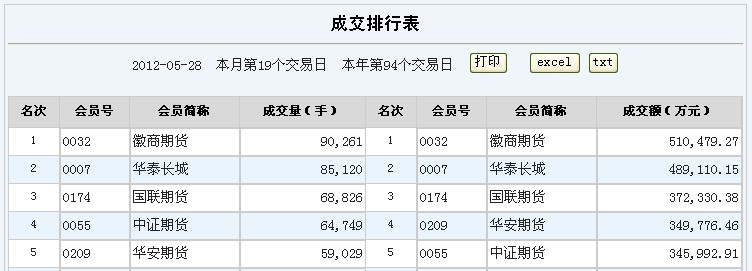 成交排行表
2012-05-28 本月第19个交易日 本年第94个交易日 打印 excel txt
名次 会员号 会员简称 成交量(手) 名次 会员号 会员简称 成交额(万元)
1 0032 徽商期货 90,261 1 0032 徽商期货 510,479.27
2 0007 华泰长城 85,120 2 0007 华泰长城 489,110.15
3 0174 国联期货 68,826 3 0174 国联期货 372,330.38
4 0055 中证期货 64,749 4 0209 华安期货 349,776.46
5 0209 华安期货 59,029 5 0055 中证期货 345,992.91